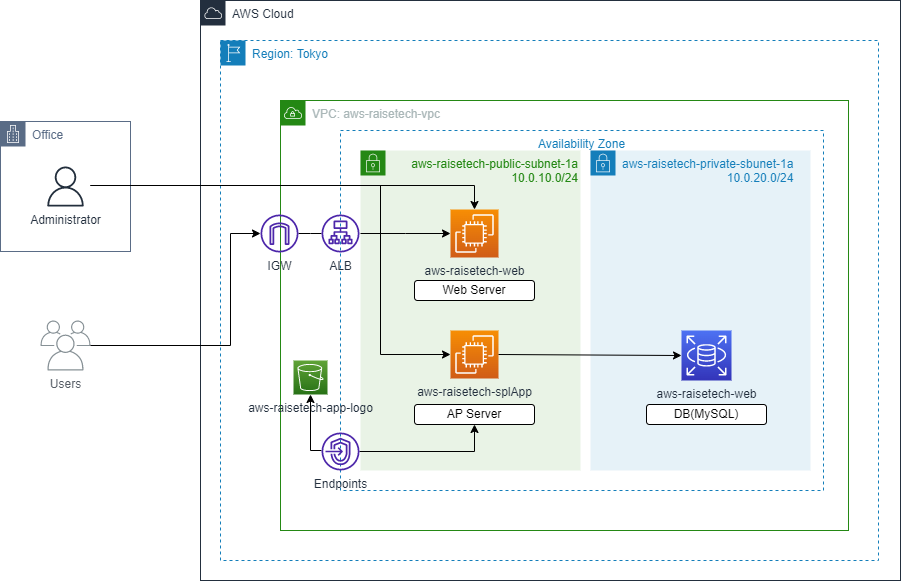 AWS Cloud
Region: Tokyo
VPC: aws-raisetech-vpc
Availability Zone
Office
Administrator
aws-raisetech-public-subnet-1a
10.0.10.0/24
aws-raisetech-private-sbunet-1a
10.0.20.0/24
IGW
ALB
aws-raisetech-web
Web Server
Users
aws-raisetech-app-logo
aws-raisetech-splApp
AP Server
aws-raisetech-web
DB(MySQL)
Endpoints